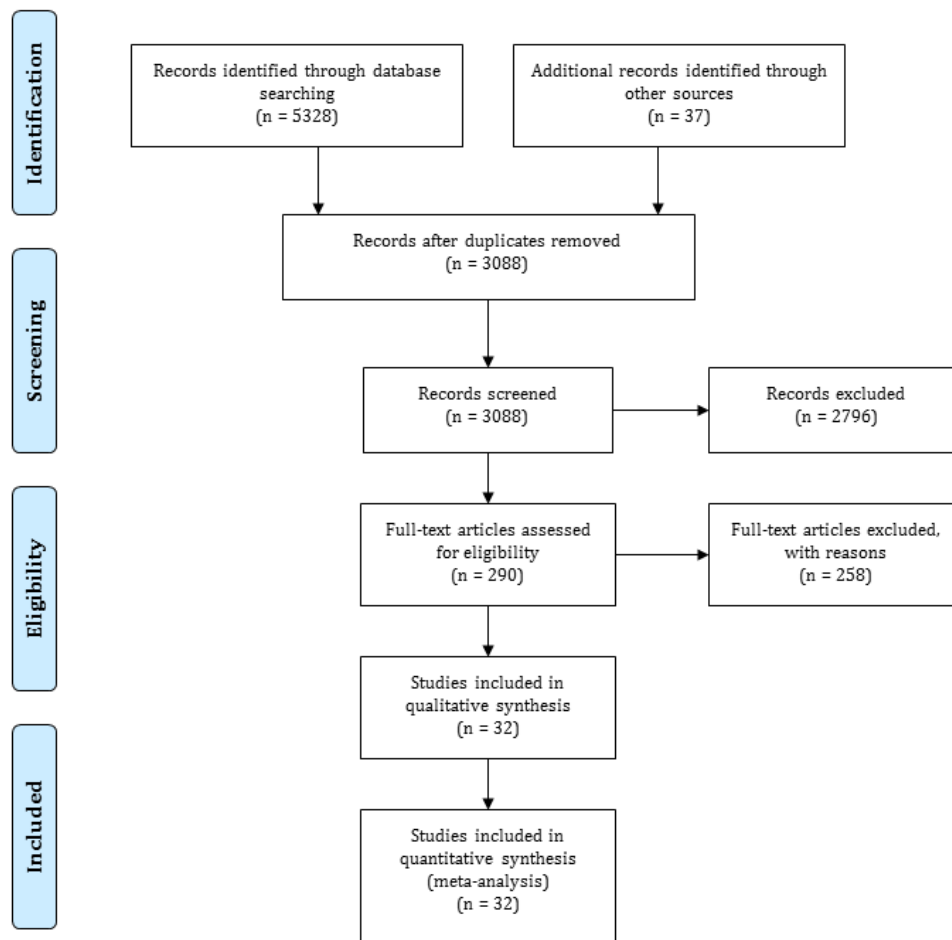 Identification
Records identified through database
searching
(n = 5328)
Additional records identified through
other sources
(n = 37)
Records after duplicates removed
(n = 3088)
Screening
Records screened
(n = 3088)
Records excluded
(n = 2796)
Eligibility
Full-text articles assessed
for eligibility
(n = 290)
Full-text articles excluded,
with reasons
(n = 258)
Studies included in
qualitative synthesis
(n = 32)
Included
Studies included in
quantitative synthesis
(meta-analysis)
(n = 32)